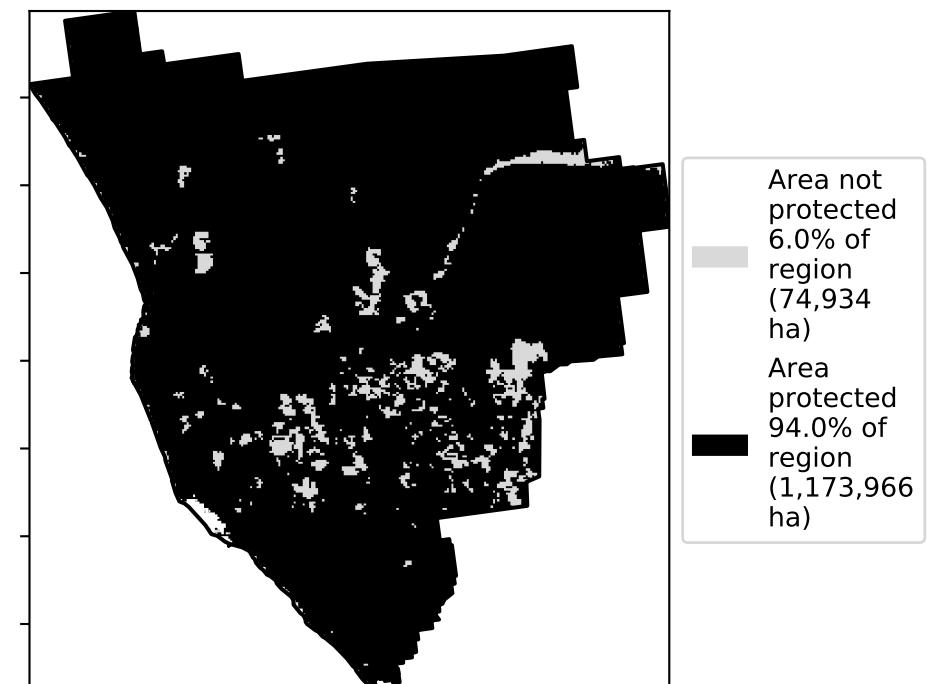 Area not
protected
6.0% of
region
(74,934
ha)
Area
protected
94.0% of
region
(1,173,966
ha)